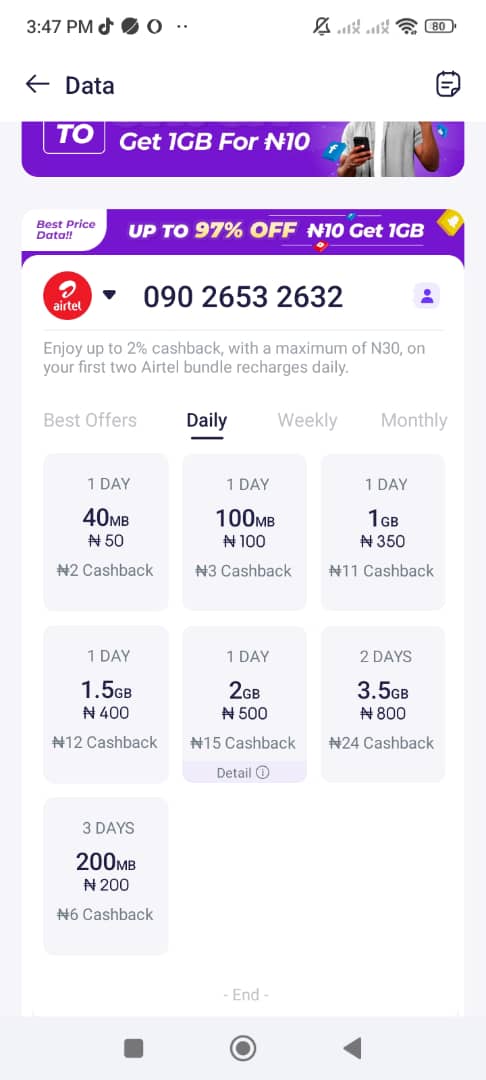 3:47 PM
80
Data
TO
Get 1GB For ₦10
Best Price
Data!!
UP TO 97% OFF ₦10 Get 1GB
airtel
090 2653 2632
Enjoy up to 2% cashback, with a maximum of N30, on
your first two Airtel bundle recharges daily.
Best Offers Daily Weekly Monthly
1 DAY
40MB
₦ 50
₦2 Cashback
1 DAY
100MB
₦ 100
₦3 Cashback
1 DAY
1GB
₦ 350
₦11 Cashback
1 DAY
1.5GB
₦ 400
₦12 Cashback
1 DAY
2GB
₦ 500
₦15 Cashback
Detail
2 DAYS
3.5GB
₦ 800
₦24 Cashback
3 DAYS
200MB
₦ 200
₦6 Cashback
- End -